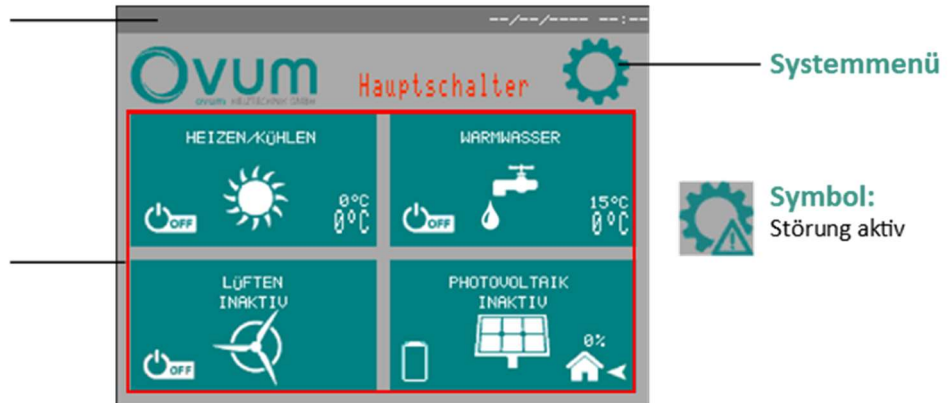 --/--/---- --:--
Ovum
ovum HEIZTECHNIK GMBH
Hauptschalter
Systemmenü
HEIZEN/KÜHLEN
OFF
0°C
0°C
WARMWASSER
OFF
15°C
0°C
Symbol:
Störung aktiv
LÜFTEN
INAKTIV
OFF
PHOTOVOLTAIK
INAKTIV
0%